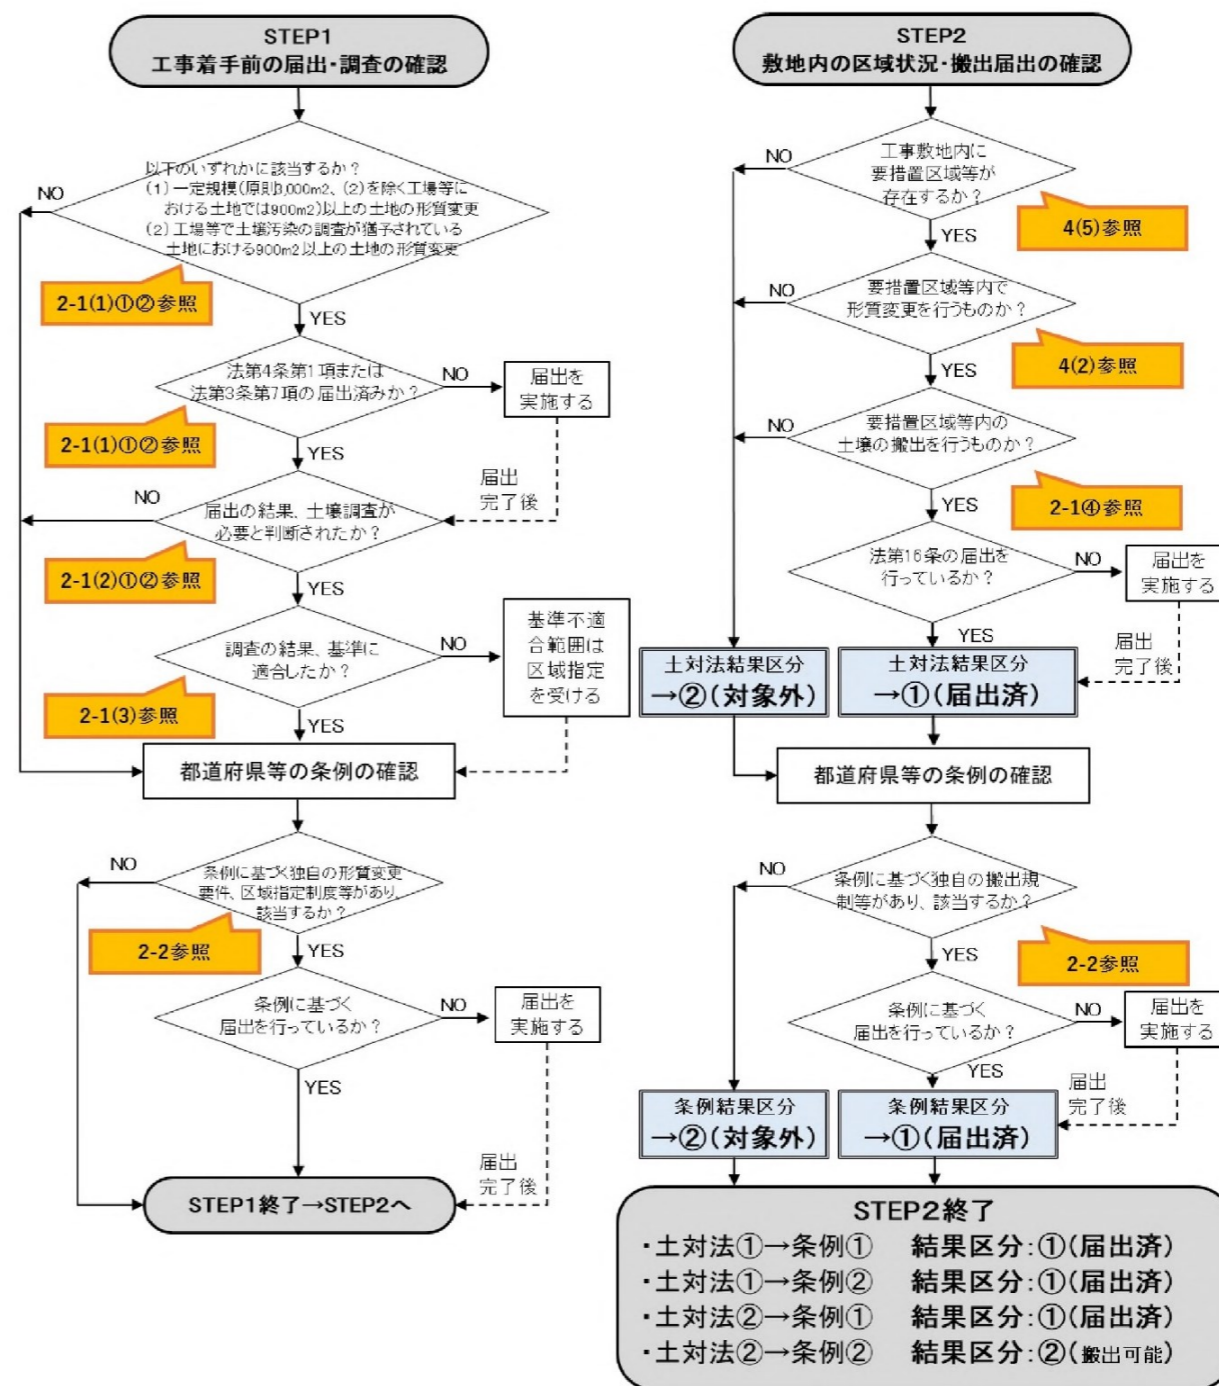 STEP1
工事着手前の届出・調査の確認
以下のいずれかに該当するか？
(1) 一定規模(原則3,000m2、(2)を除く工場等に
おける土地では900m2)以上の土地の形質変更
(2) 工場等で土壌汚染の調査が猶予されている
土地における900m2以上の土地の形質変更
NO
2-1(1)①②参照
YES
法第4条第1項または
法第3条第7項の届出済みか？
NO
届出を
実施する
2-1(1)①②参照
YES
届出
完了後
NO
届出の結果、土壌調査が
必要と判断されたか？
2-1(2)①②参照
YES
調査の結果、基準に
適合したか？
NO
基準不適
合範囲は
区域指定
を受ける
2-1(3)参照
YES
都道府県等の条例の確認
NO
条例に基づく独自の形質変更
要件、区域指定制度等があり、
該当するか？
2-2参照
YES
条例に基づく
届出を行っているか？
NO
届出を
実施する
YES
届出
完了後
STEP1終了→STEP2へ
STEP2
敷地内の区域状況・搬出届出の確認
NO
工事敷地内に
要措置区域等が
存在するか？
4(5)参照
YES
NO
要措置区域等内で
形質変更を行うものか？
4(2)参照
YES
NO
要措置区域等内の
土壌の搬出を行うものか？
2-1④参照
YES
法第16条の届出を
行っているか？
NO
届出を
実施する
YES
届出
完了後
土対法結果区分
→②(対象外)
土対法結果区分
→①(届出済)
都道府県等の条例の確認
NO
条例に基づく独自の搬出規
制等があり、該当するか？
2-2参照
YES
条例に基づく
届出を行っているか？
NO
届出を
実施する
YES
届出
完了後
条例結果区分
→②(対象外)
条例結果区分
→①(届出済)
STEP2終了
・土対法①→条例① 結果区分:①(届出済)
・土対法①→条例② 結果区分:①(届出済)
・土対法②→条例① 結果区分:①(届出済)
・土対法②→条例② 結果区分:②(搬出可能)